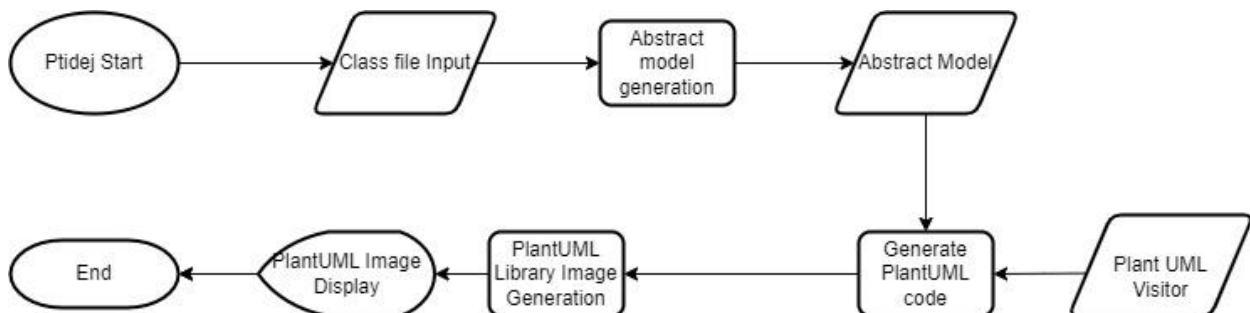 Ptidej Start
Class file Input
Abstract
model
generation
Abstract Model
End
PlantUML Image
Display
PlantUML
Library Image
Generation
Generate
PlantUML
code
Plant UML
Visitor